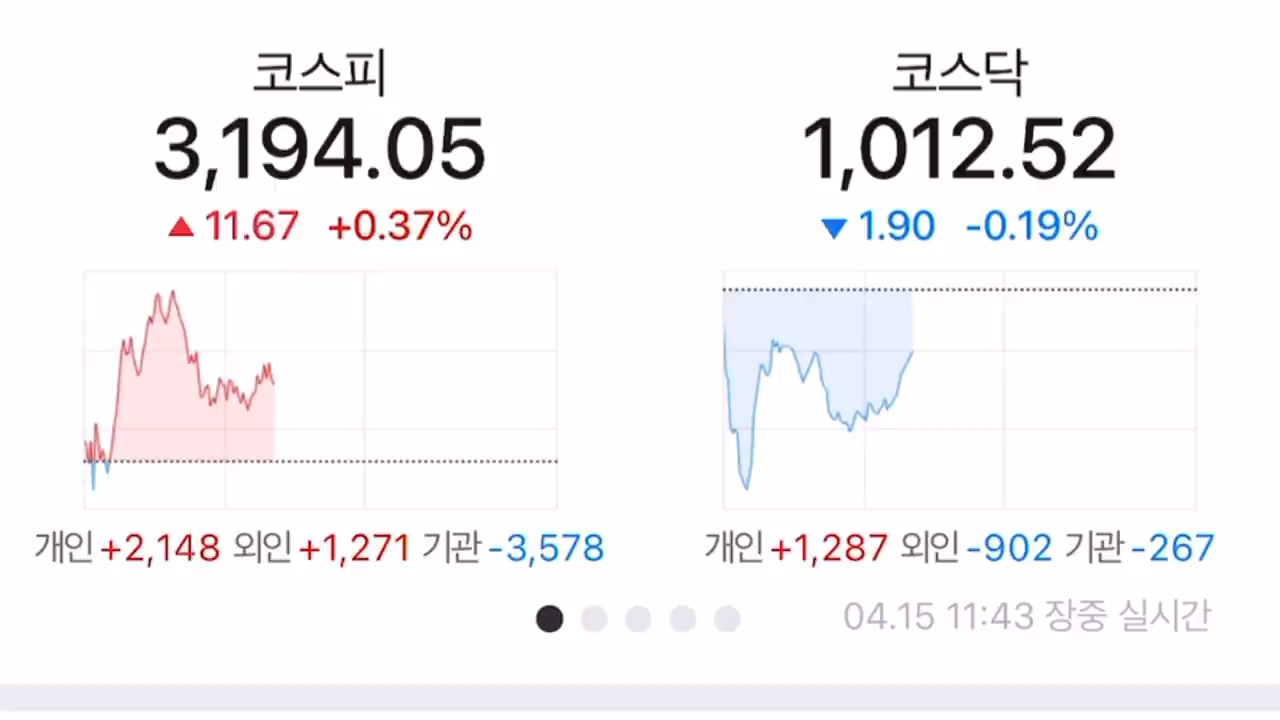 코스피
3,194.05
▲ 11.67 +0.37%
개인 +2,148 외인 +1,271 기관 -3,578
코스닥
1,012.52
▼ 1.90 -0.19%
개인 +1,287 외인 -902 기관 -267
04.15 11:43 장중 실시간